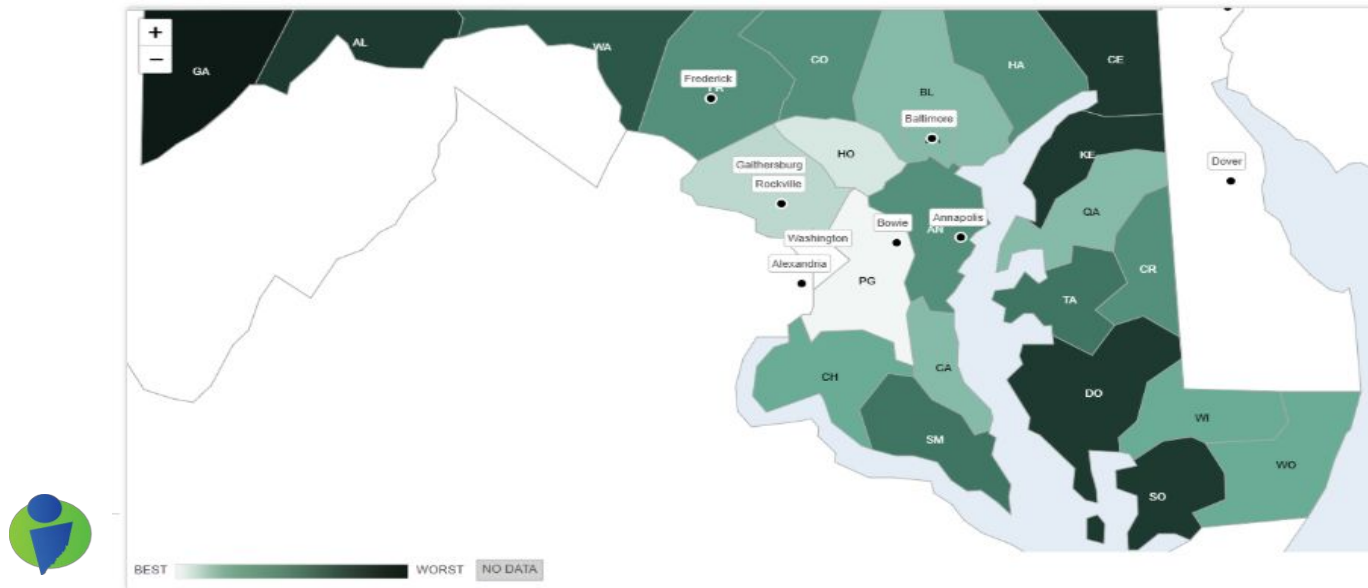 +
−
GA
AL
WA
CO
HA
CE
Frederick
BL
Baltimore
KE
HO
Gaithersburg
Rockville
Dover
QA
Bowie
Annapolis
AN
Washington
Alexandria
CR
PG
TA
CH
CA
DO
WI
SM
WO
SO
BEST
WORST
NO DATA